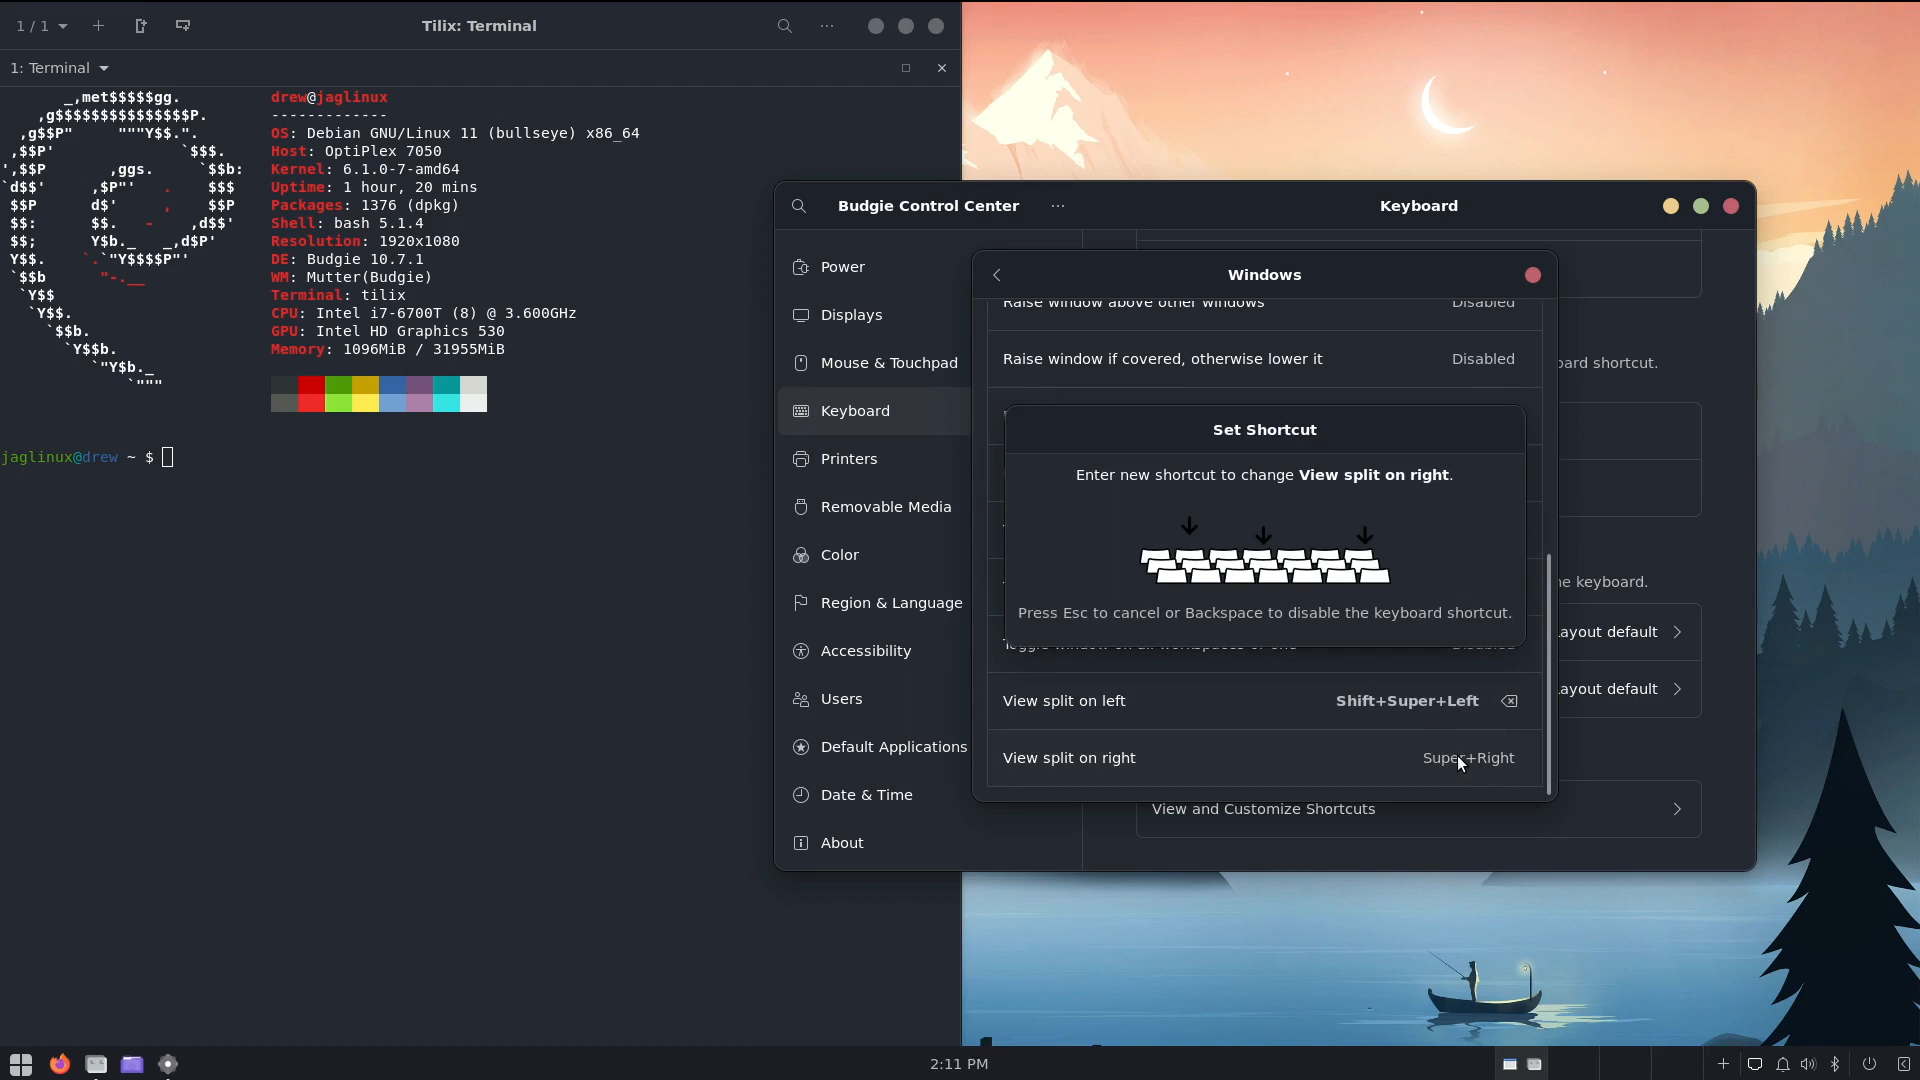 1 / 1
Tilix: Terminal
1: Terminal
_,met$$$$$gg.
,g$$$$$$$$$$$$$$$P.
,g$$P"     """Y$$.".
,$$P'              `$$$.
',$$P       ,ggs.     `$$b:
`d$$'     ,$P"'   .    $$$
$$P      d$'     ,    $$P
$$:      $$.   -    ,d$$'
$$;      Y$b._   _,d$P'
Y$$.    `.`"Y$$$$P"'
`$$b      "-.__
`Y$$
`Y$$.
`$$b.
`Y$$b.
`"Y$b._
`"""
drew@jaglinux
-------------
OS: Debian GNU/Linux 11 (bullseye) x86_64
Host: OptiPlex 7050
Kernel: 6.1.0-7-amd64
Uptime: 1 hour, 20 mins
Packages: 1376 (dpkg)
Shell: bash 5.1.4
Resolution: 1920x1080
DE: Budgie 10.7.1
WM: Mutter(Budgie)
Terminal: tilix
CPU: Intel i7-6700T (8) @ 3.600GHz
GPU: Intel HD Graphics 530
Memory: 1096MiB / 31955MiB
jaglinux@drew ~ $
Budgie Control Center
Keyboard
Power
Displays
Mouse & Touchpad
Keyboard
Printers
Removable Media
Color
Region & Language
Accessibility
Users
Default Applications
Date & Time
About
Windows
Raise window above other windows Disabled
Raise window if covered, otherwise lower it Disabled
Set Shortcut
Enter new shortcut to change View split on right.
Press Esc to cancel or Backspace to disable the keyboard shortcut.
View split on left Shift+Super+Left
View split on right Super+Right
shortcut.
keyboard.
default
default
View and Customize Shortcuts
2:11 PM